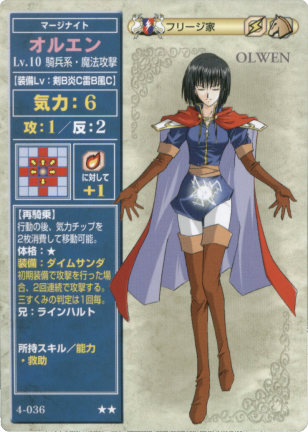 マージナイト
オルエン
Lv.10 騎兵系・魔法攻撃
【装備Lv:剣B炎C雷B風C】
気力:6
攻:1/反:2
に対して
+1
【再騎乗】
行動の後、気力チップを
2枚消費して移動可能。
体格:★
装備:ダイムサンダ
初期装備で攻撃を行った場
合、2回連続で攻撃する。
三すくみの判定は1回毎。
兄:ラインハルト
所持スキル/能力
・救助
4-036
★★
フリージ家
OLWEN